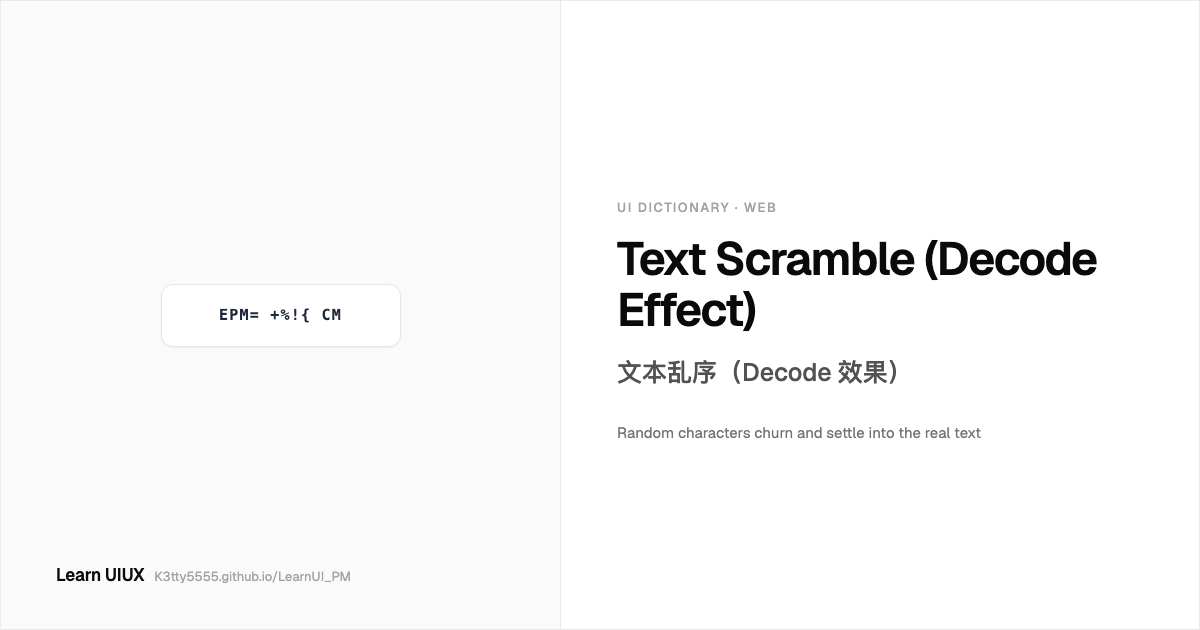 EPM= +%!{ CM
UI DICTIONARY · WEB
Text Scramble (Decode
Effect)
文本乱序（Decode 效果）
Random characters churn and settle into the real text
Learn UIUX K3tty5555.github.io/LearnUI_PM